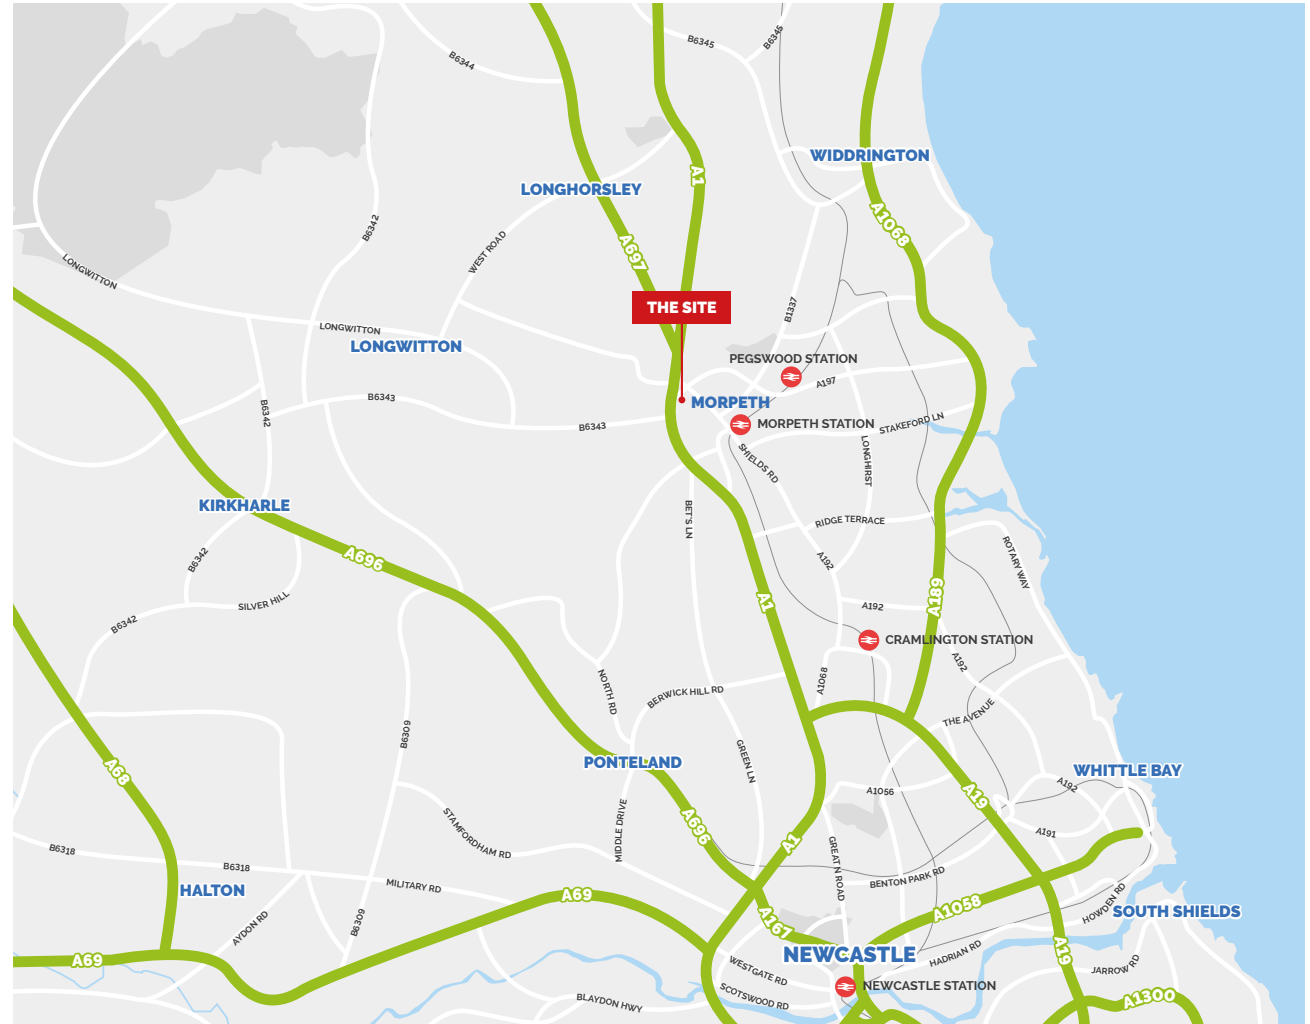 B6345
B6345
B6344
WIDDRINGTON
LONGHORSLEY
A1
A1068
B6342
A697
WEST ROAD
LONGWITTON
THE SITE
B1337
LONGWITTON
LONGWITTON
PEGSWOOD STATION
A197
B6343
MORPETH
B6342
B6343
MORPETH STATION
STAKEFORD LN
SHIELDS RD
LONGHIRST
KIRKHARLE
BET'S LN
RIDGE TERRACE
B6342
A696
A192
ROTARY WAY
SILVER HILL
A1
A189
A192
B6342
CRAMLINGTON STATION
A192
A1068
NORTH RD
BERWICK HILL RD
THE AVENUE
B6309
GREEN LN
PONTELAND
WHITTLE BAY
A68
A192
A1056
A19
STAMFORDHAM RD
MIDDLE DRIVE
A696
A191
A1
B6318
B6318
GREAT N ROAD
BENTON PARK RD
HALTON
MILITARY RD
A69
A1058
HOWDEN RD
SOUTH SHIELDS
AYDON RD
B6309
A167
NEWCASTLE
HADRIAN RD
A19
A69
WESTGATE RD
JARROW RD
NEWCASTLE STATION
SCOTSWOOD RD
BLAYDON HWY
A1300